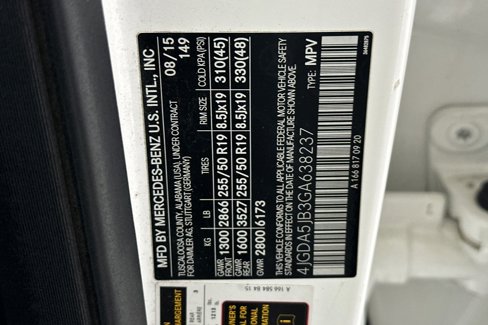 MFD BY MERCEDES-BENZ U.S. INTL., INC
TUSCALOOSA COUNTY, ALABAMA (USA) UNDER CONTRACT
FOR DAIMLER AG, STUTTGART (GERMANY)
08/15
149
KG LB TIRES RIM SIZE COLD KPA(PSI)
GAWR FRONT 1300 2866 255/50 R19 8.5Jx19 310(45)
GAWR REAR 1600 3527 255/50 R19 8.5Jx19 330(48)
GVWR 2800 6173
THIS VEHICLE CONFORMS TO ALL APPLICABLE FEDERAL MOTOR VEHICLE SAFETY
STANDARDS IN EFFECT ON THE DATE OF MANUFACTURE SHOWN ABOVE.
4JGDA5JB3GA638237
TYPE: MPV
A 166 817 09 20
A 166 584 84 15